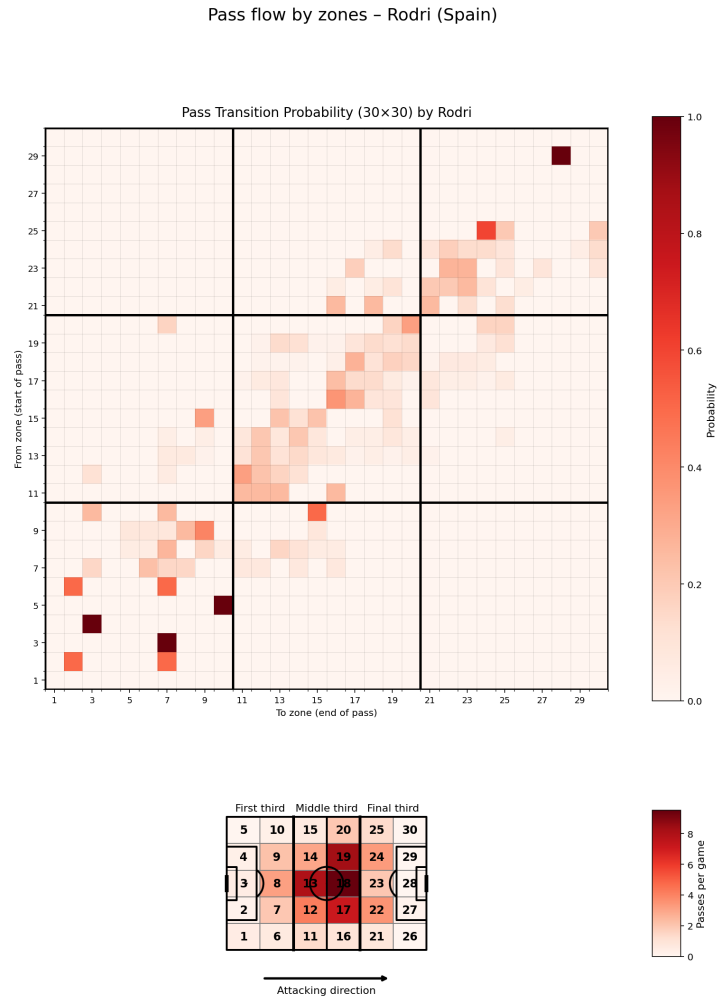 Pass flow by zones – Rodri (Spain)
Pass Transition Probability (30×30) by Rodri
From zone (start of pass)
29
27
25
23
21
19
17
15
13
11
9
7
5
3
1
1 3 5 7 9 11 13 15 17 19 21 23 25 27 29
To zone (end of pass)
1.0
0.8
0.6
0.4
0.2
0.0
Probability
First third Middle third Final third
5 10 15 20 25 30
4 9 14 19 24 29
3 8 13 18 23 28
2 7 12 17 22 27
1 6 11 16 21 26
Attacking direction
8
6
4
2
0
Passes per game